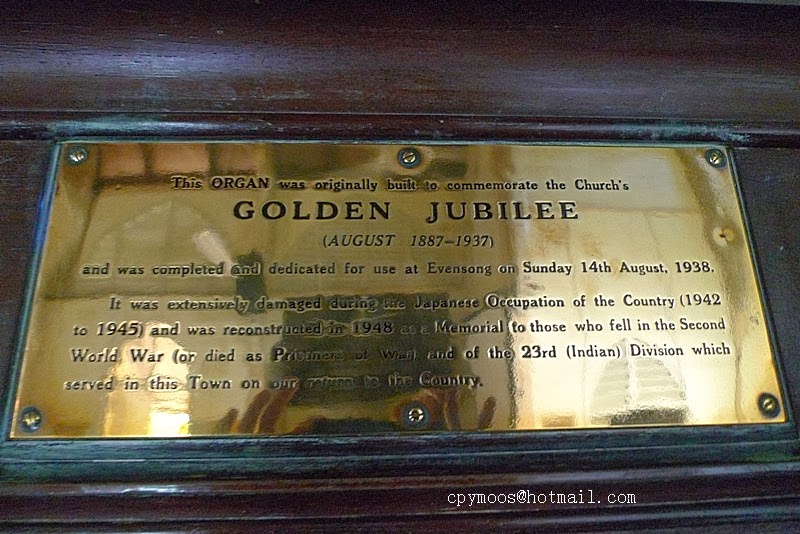 This ORGAN was originally built to commemorate the Church's
GOLDEN JUBILEE
(AUGUST 1887-1937)
and was completed and dedicated for use at Evensong on Sunday 14th August, 1938.
It was extensively damaged during the Japanese Occupation of the Country (1942
to 1945) and was reconstructed in 1948 as a Memorial (to those who fell in the Second
World War (or died as Prisoners of War) and of the 23rd (Indian) Division which
served in this Town on our return to the Country.
cpymoos@hotmail.com